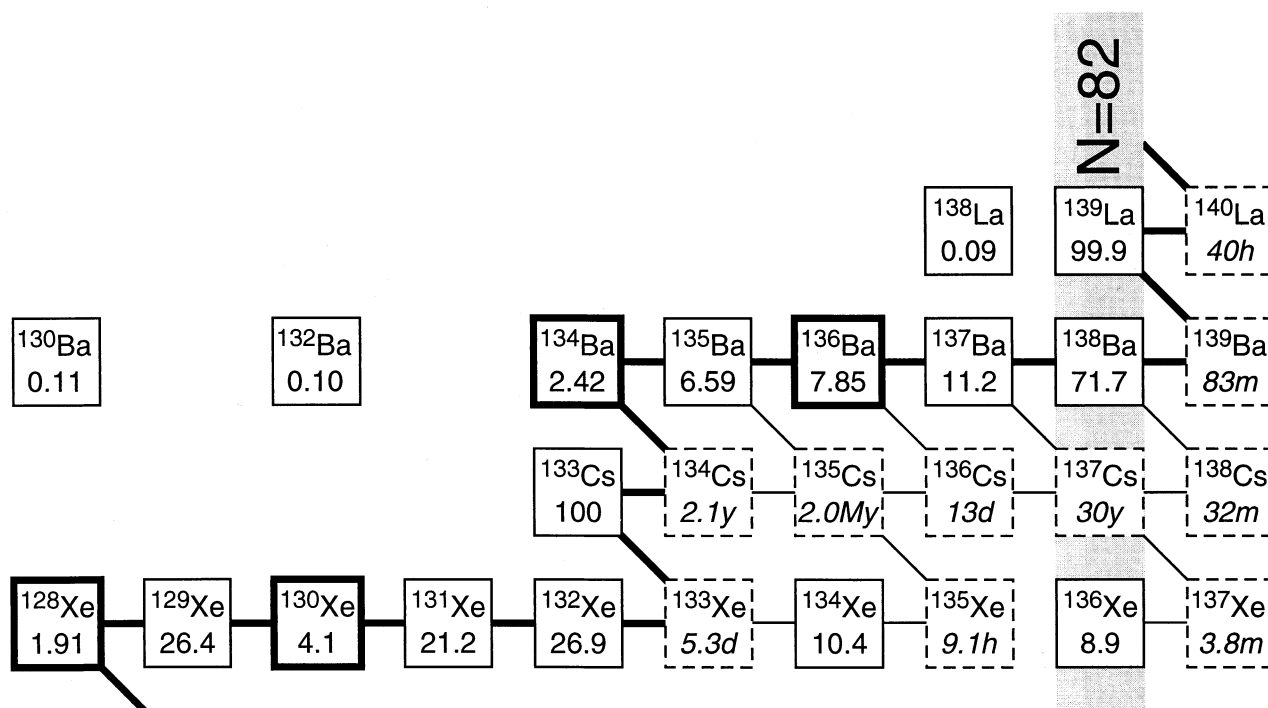 N=82
¹³⁸La
0.09
¹³⁹La
99.9
¹⁴⁰La
40h
¹³⁰Ba
0.11
¹³²Ba
0.10
¹³⁴Ba
2.42
¹³⁵Ba
6.59
¹³⁶Ba
7.85
¹³⁷Ba
11.2
¹³⁸Ba
71.7
¹³⁹Ba
83m
¹³³Cs
100
¹³⁴Cs
2.1y
¹³⁵Cs
2.0My
¹³⁶Cs
13d
¹³⁷Cs
30y
¹³⁸Cs
32m
¹²⁸Xe
1.91
¹²⁹Xe
26.4
¹³⁰Xe
4.1
¹³¹Xe
21.2
¹³²Xe
26.9
¹³³Xe
5.3d
¹³⁴Xe
10.4
¹³⁵Xe
9.1h
¹³⁶Xe
8.9
¹³⁷Xe
3.8m